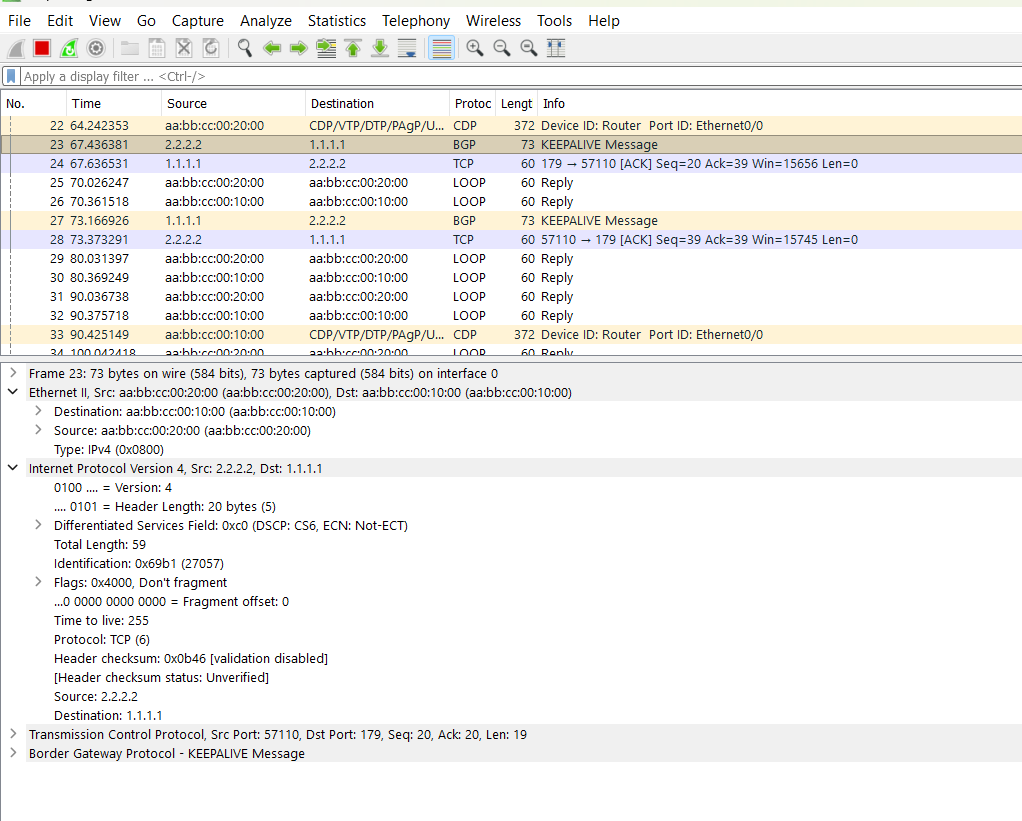 File Edit View Go Capture Analyze Statistics Telephony Wireless Tools Help
Apply a display filter ... <Ctrl-/>
No. Time Source Destination Protoc Lengt Info
22 64.242353 aa:bb:cc:00:20:00 CDP/VTP/DTP/PAgP/U... CDP 372 Device ID: Router Port ID: Ethernet0/0
23 67.436381 2.2.2.2 1.1.1.1 BGP 73 KEEPALIVE Message
24 67.636531 1.1.1.1 2.2.2.2 TCP 60 179 → 57110 [ACK] Seq=20 Ack=39 Win=15656 Len=0
25 70.026247 aa:bb:cc:00:20:00 aa:bb:cc:00:20:00 LOOP 60 Reply
26 70.361518 aa:bb:cc:00:10:00 aa:bb:cc:00:10:00 LOOP 60 Reply
27 73.166926 1.1.1.1 2.2.2.2 BGP 73 KEEPALIVE Message
28 73.373291 2.2.2.2 1.1.1.1 TCP 60 57110 → 179 [ACK] Seq=39 Ack=39 Win=15745 Len=0
29 80.031397 aa:bb:cc:00:20:00 aa:bb:cc:00:20:00 LOOP 60 Reply
30 80.369249 aa:bb:cc:00:10:00 aa:bb:cc:00:10:00 LOOP 60 Reply
31 90.036738 aa:bb:cc:00:20:00 aa:bb:cc:00:20:00 LOOP 60 Reply
32 90.375718 aa:bb:cc:00:10:00 aa:bb:cc:00:10:00 LOOP 60 Reply
33 90.425149 aa:bb:cc:00:10:00 CDP/VTP/DTP/PAgP/U... CDP 372 Device ID: Router Port ID: Ethernet0/0
34 100.042418 aa:bb:cc:00:20:00 aa:bb:cc:00:20:00 LOOP 60 Reply
Frame 23: 73 bytes on wire (584 bits), 73 bytes captured (584 bits) on interface 0
Ethernet II, Src: aa:bb:cc:00:20:00 (aa:bb:cc:00:20:00), Dst: aa:bb:cc:00:10:00 (aa:bb:cc:00:10:00)
Destination: aa:bb:cc:00:10:00 (aa:bb:cc:00:10:00)
Source: aa:bb:cc:00:20:00 (aa:bb:cc:00:20:00)
Type: IPv4 (0x0800)
Internet Protocol Version 4, Src: 2.2.2.2, Dst: 1.1.1.1
0100 .... = Version: 4
.... 0101 = Header Length: 20 bytes (5)
Differentiated Services Field: 0xc0 (DSCP: CS6, ECN: Not-ECT)
Total Length: 59
Identification: 0x69b1 (27057)
Flags: 0x4000, Don't fragment
...0 0000 0000 0000 = Fragment offset: 0
Time to live: 255
Protocol: TCP (6)
Header checksum: 0x0b46 [validation disabled]
[Header checksum status: Unverified]
Source: 2.2.2.2
Destination: 1.1.1.1
Transmission Control Protocol, Src Port: 57110, Dst Port: 179, Seq: 20, Ack: 20, Len: 19
Border Gateway Protocol - KEEPALIVE Message